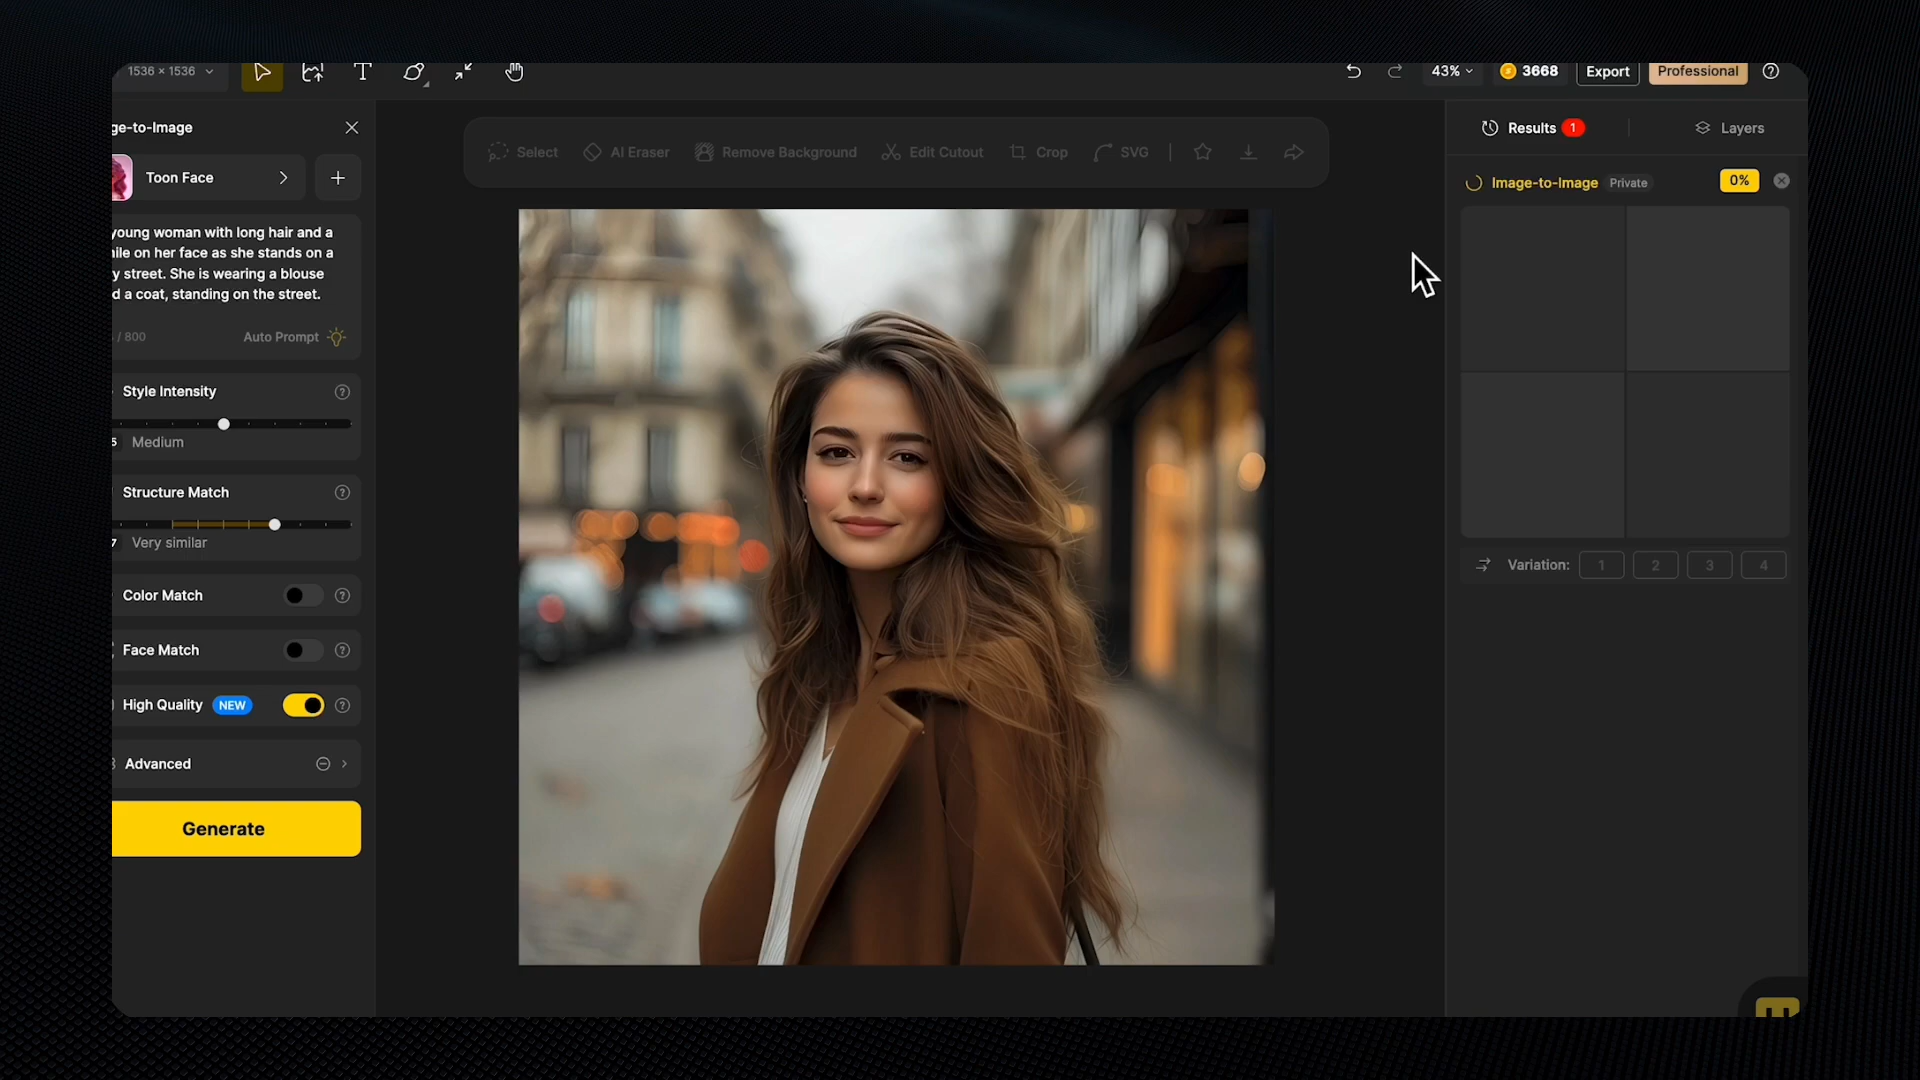 1536 × 1536
43%
3668
Export
Professional
ge-to-Image
Toon Face
young woman with long hair and a
ile on her face as she stands on a
y street. She is wearing a blouse
d a coat, standing on the street.
/ 800
Auto Prompt
Style Intensity
Medium
Structure Match
7
Very similar
Color Match
Face Match
High Quality NEW
Advanced
Generate
Select
AI Eraser
Remove Background
Edit Cutout
Crop
SVG
Results 1
Layers
Image-to-Image Private 0%
Variation: 1 2 3 4